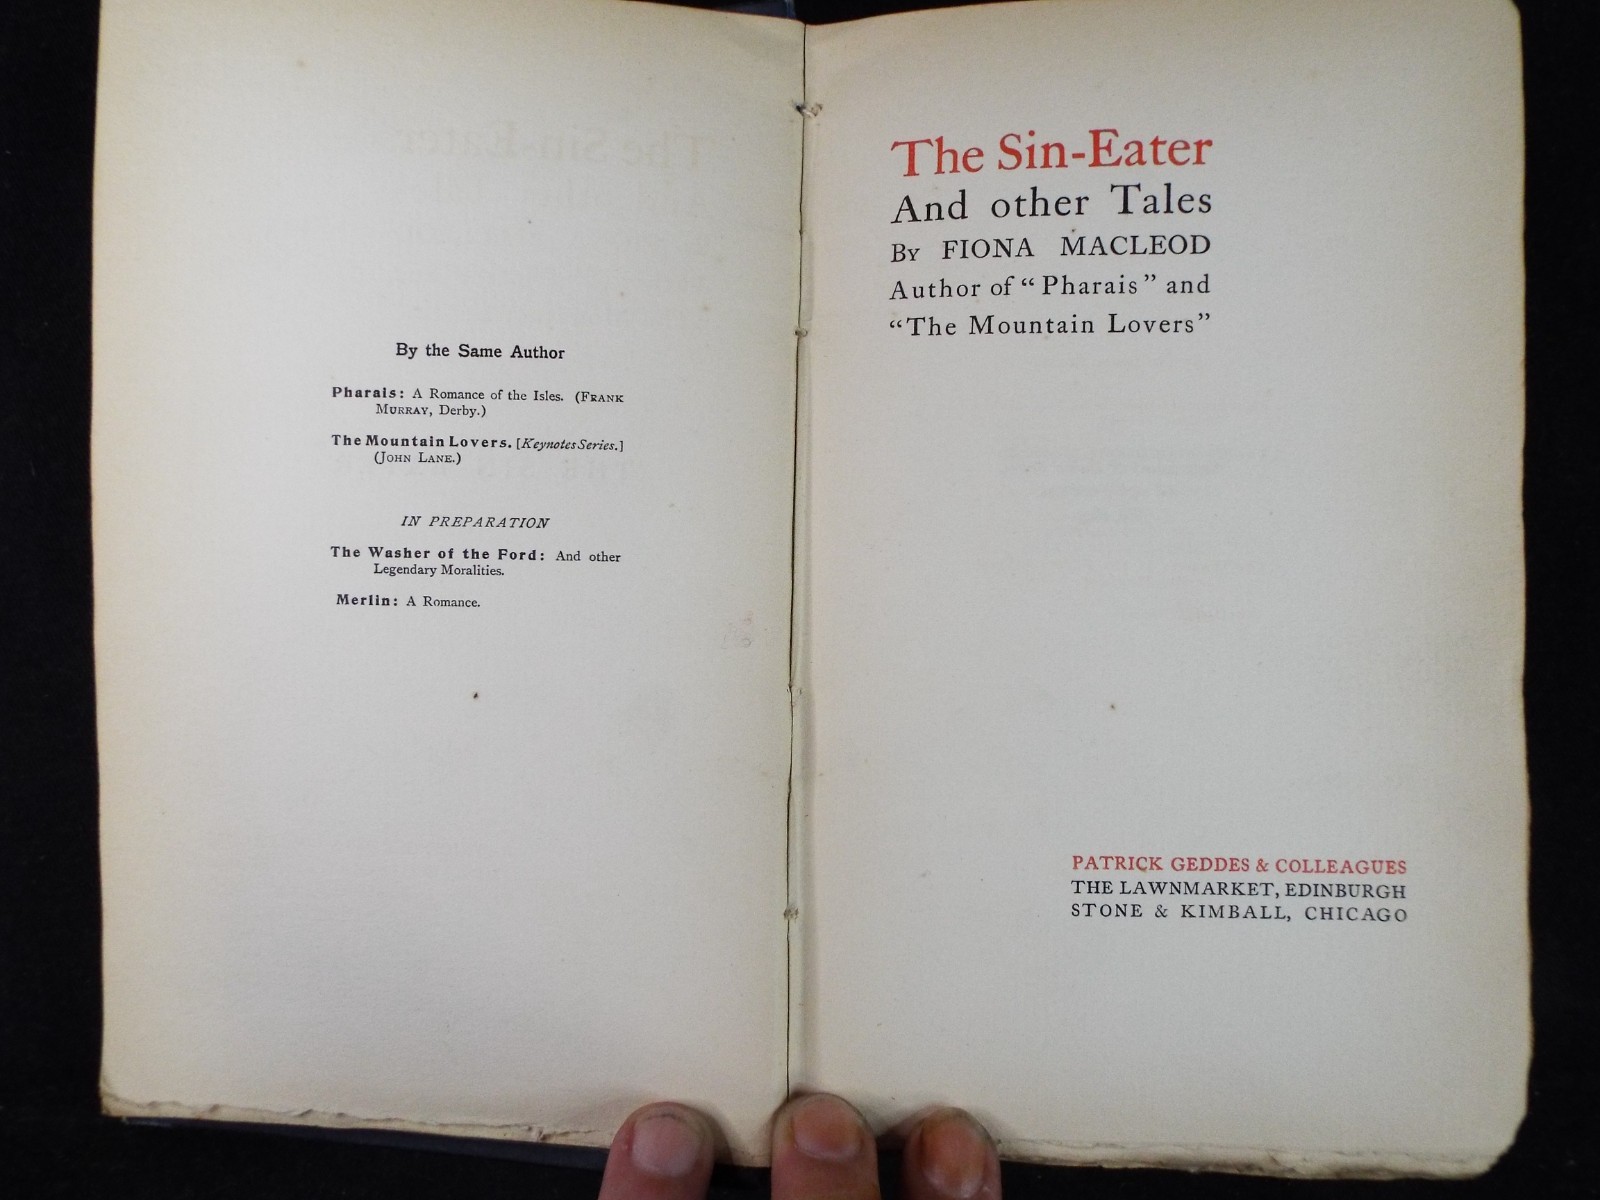 By the Same Author
Pharais: A Romance of the Isles. (FRANK
MURRAY, Derby.)
The Mountain Lovers. [Keynotes Series.]
(JOHN LANE.)
IN PREPARATION
The Washer of the Ford: And other
Legendary Moralities.
Merlin: A Romance.
The Sin-Eater
And other Tales
By FIONA MACLEOD
Author of "Pharais" and
"The Mountain Lovers"
PATRICK GEDDES & COLLEAGUES
THE LAWNMARKET, EDINBURGH
STONE & KIMBALL, CHICAGO